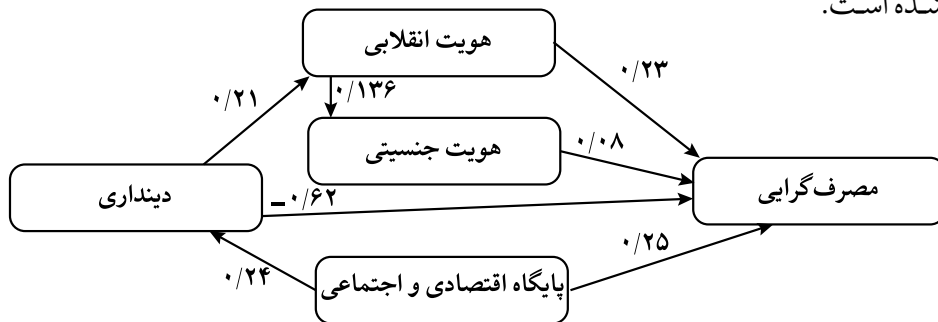 شده است.
هویت انقلابی
۰/۲۳
۰/۲۱
۰/۱۳۶
هویت جنسیتی
۰/۰۸
مصرف‌گرایی
دینداری
-۰/۶۲
۰/۲۵
۰/۲۴
پایگاه اقتصادی و اجتماعی